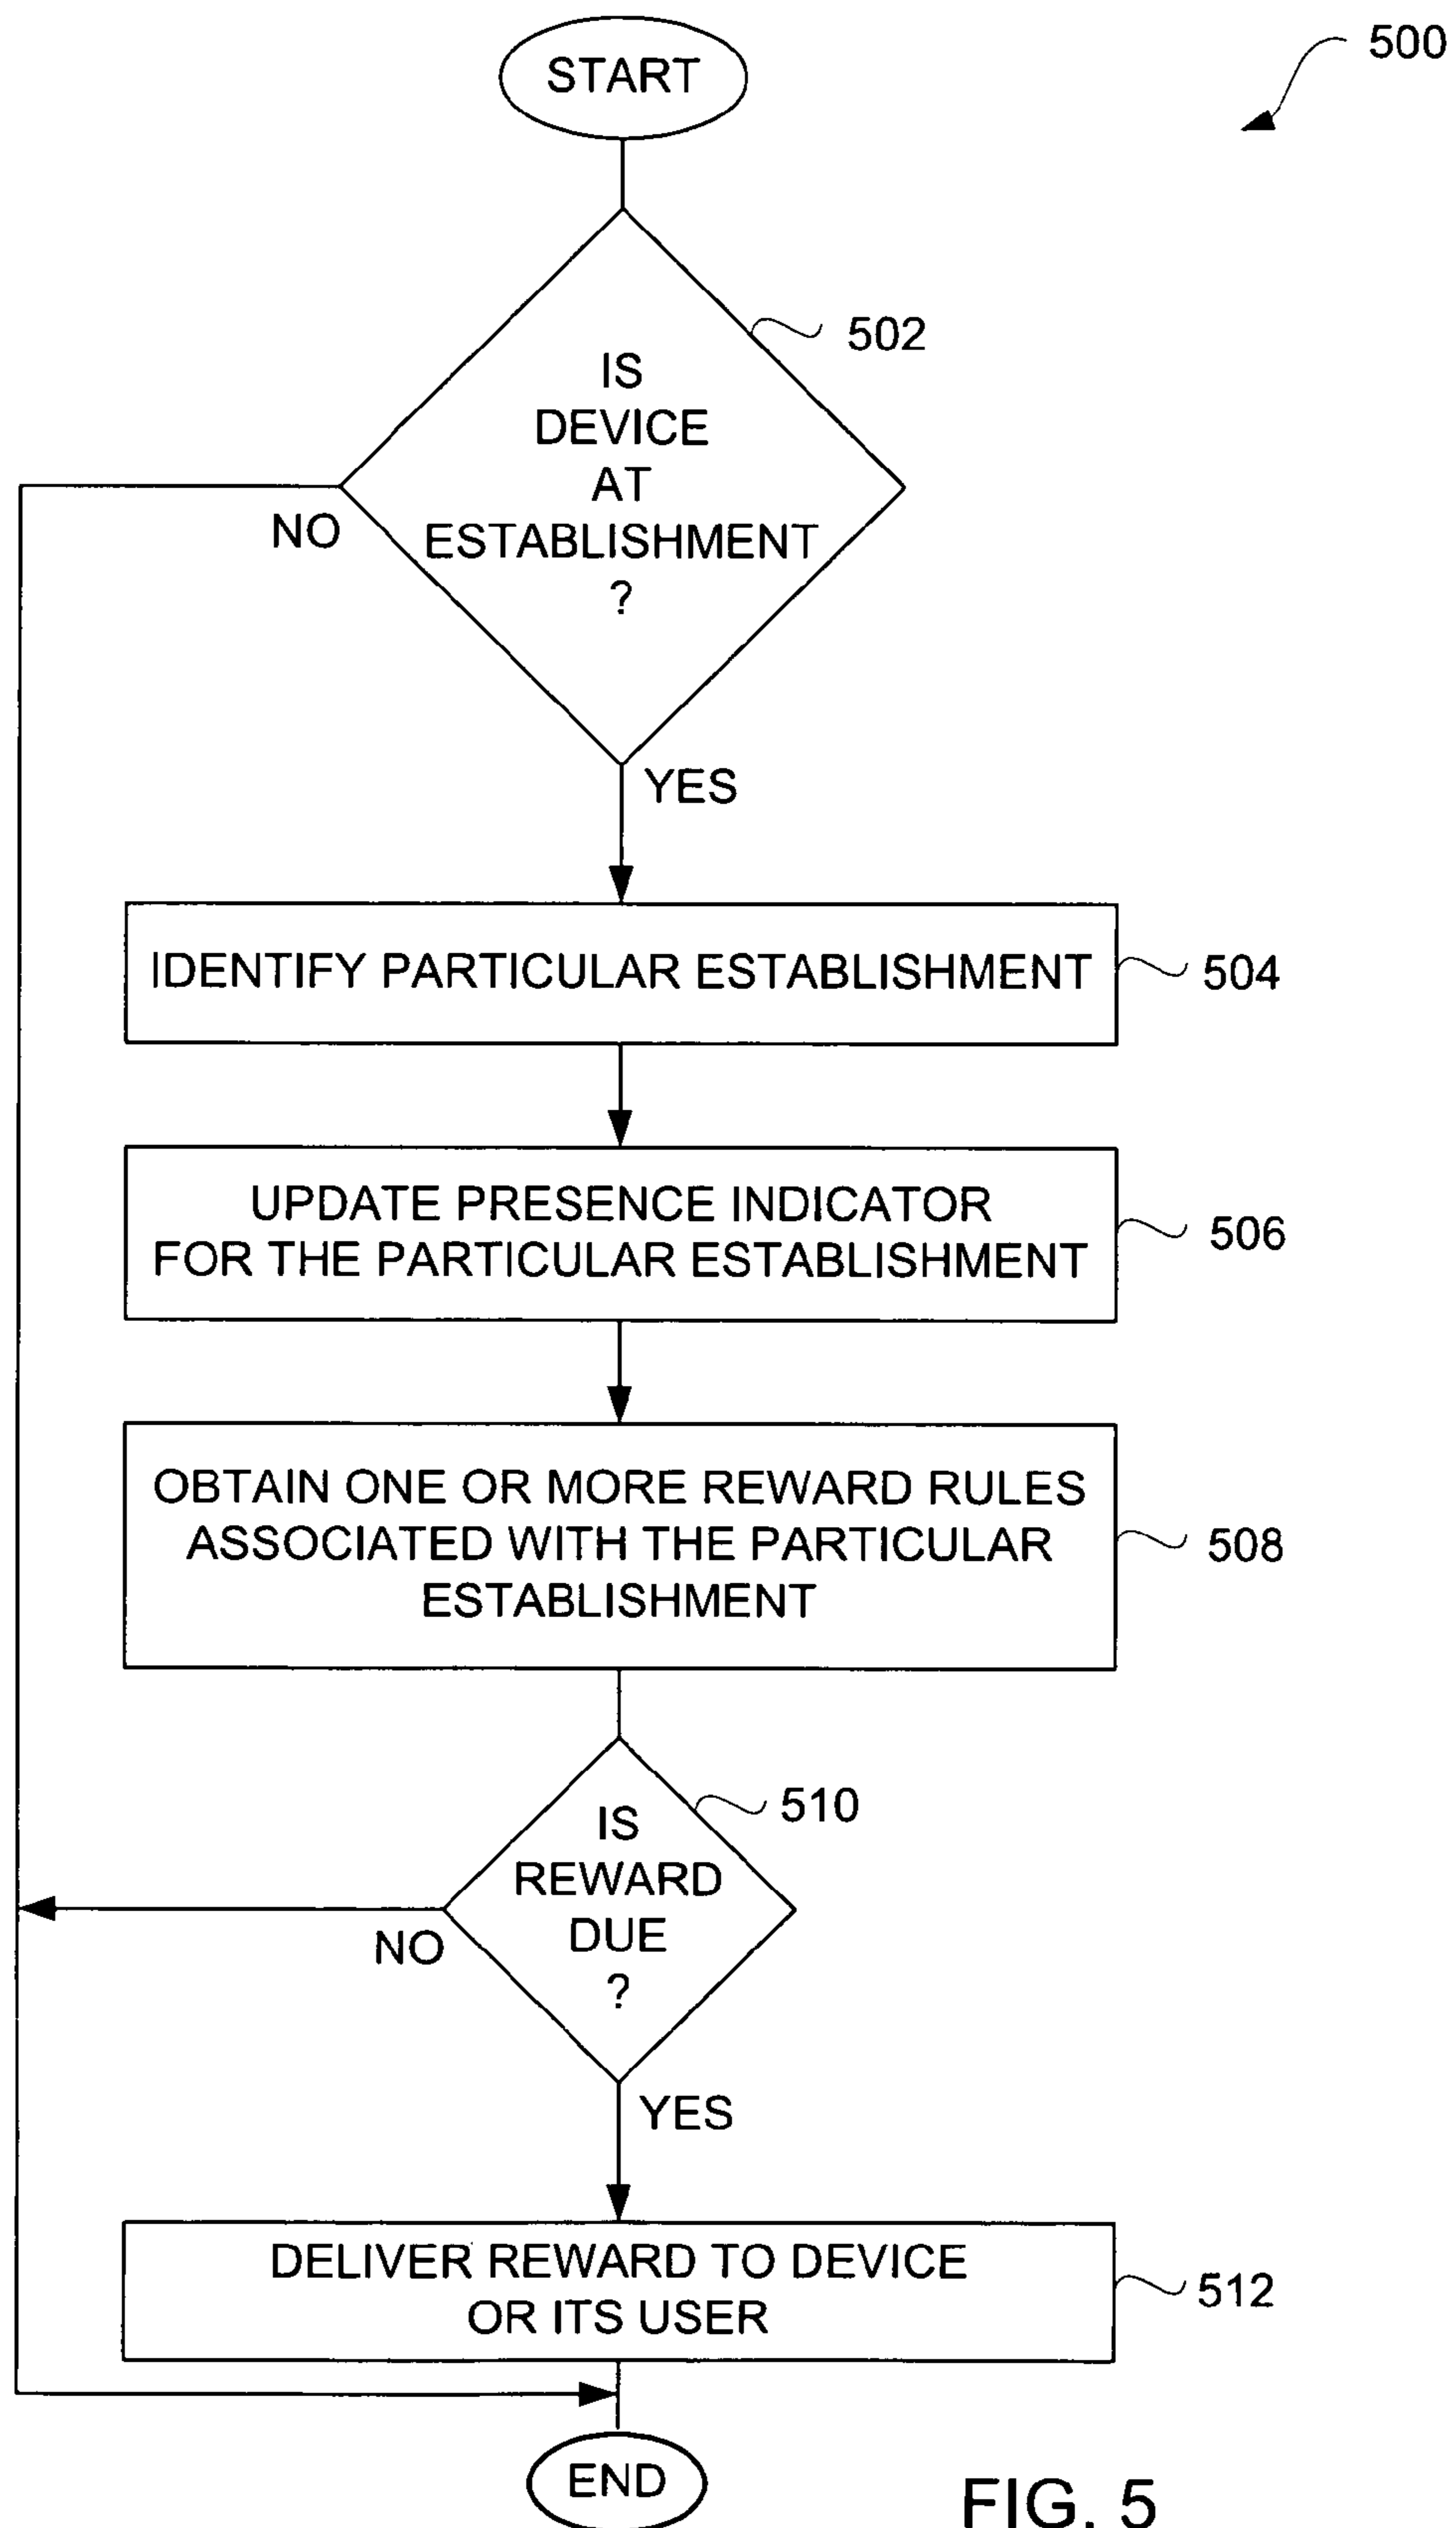 START
500
502
IS
DEVICE
AT
ESTABLISHMENT
?
NO
YES
IDENTIFY PARTICULAR ESTABLISHMENT
504
UPDATE PRESENCE INDICATOR
FOR THE PARTICULAR ESTABLISHMENT
506
OBTAIN ONE OR MORE REWARD RULES
ASSOCIATED WITH THE PARTICULAR
ESTABLISHMENT
508
510
IS
REWARD
DUE
?
NO
YES
DELIVER REWARD TO DEVICE
OR ITS USER
512
END
FIG. 5